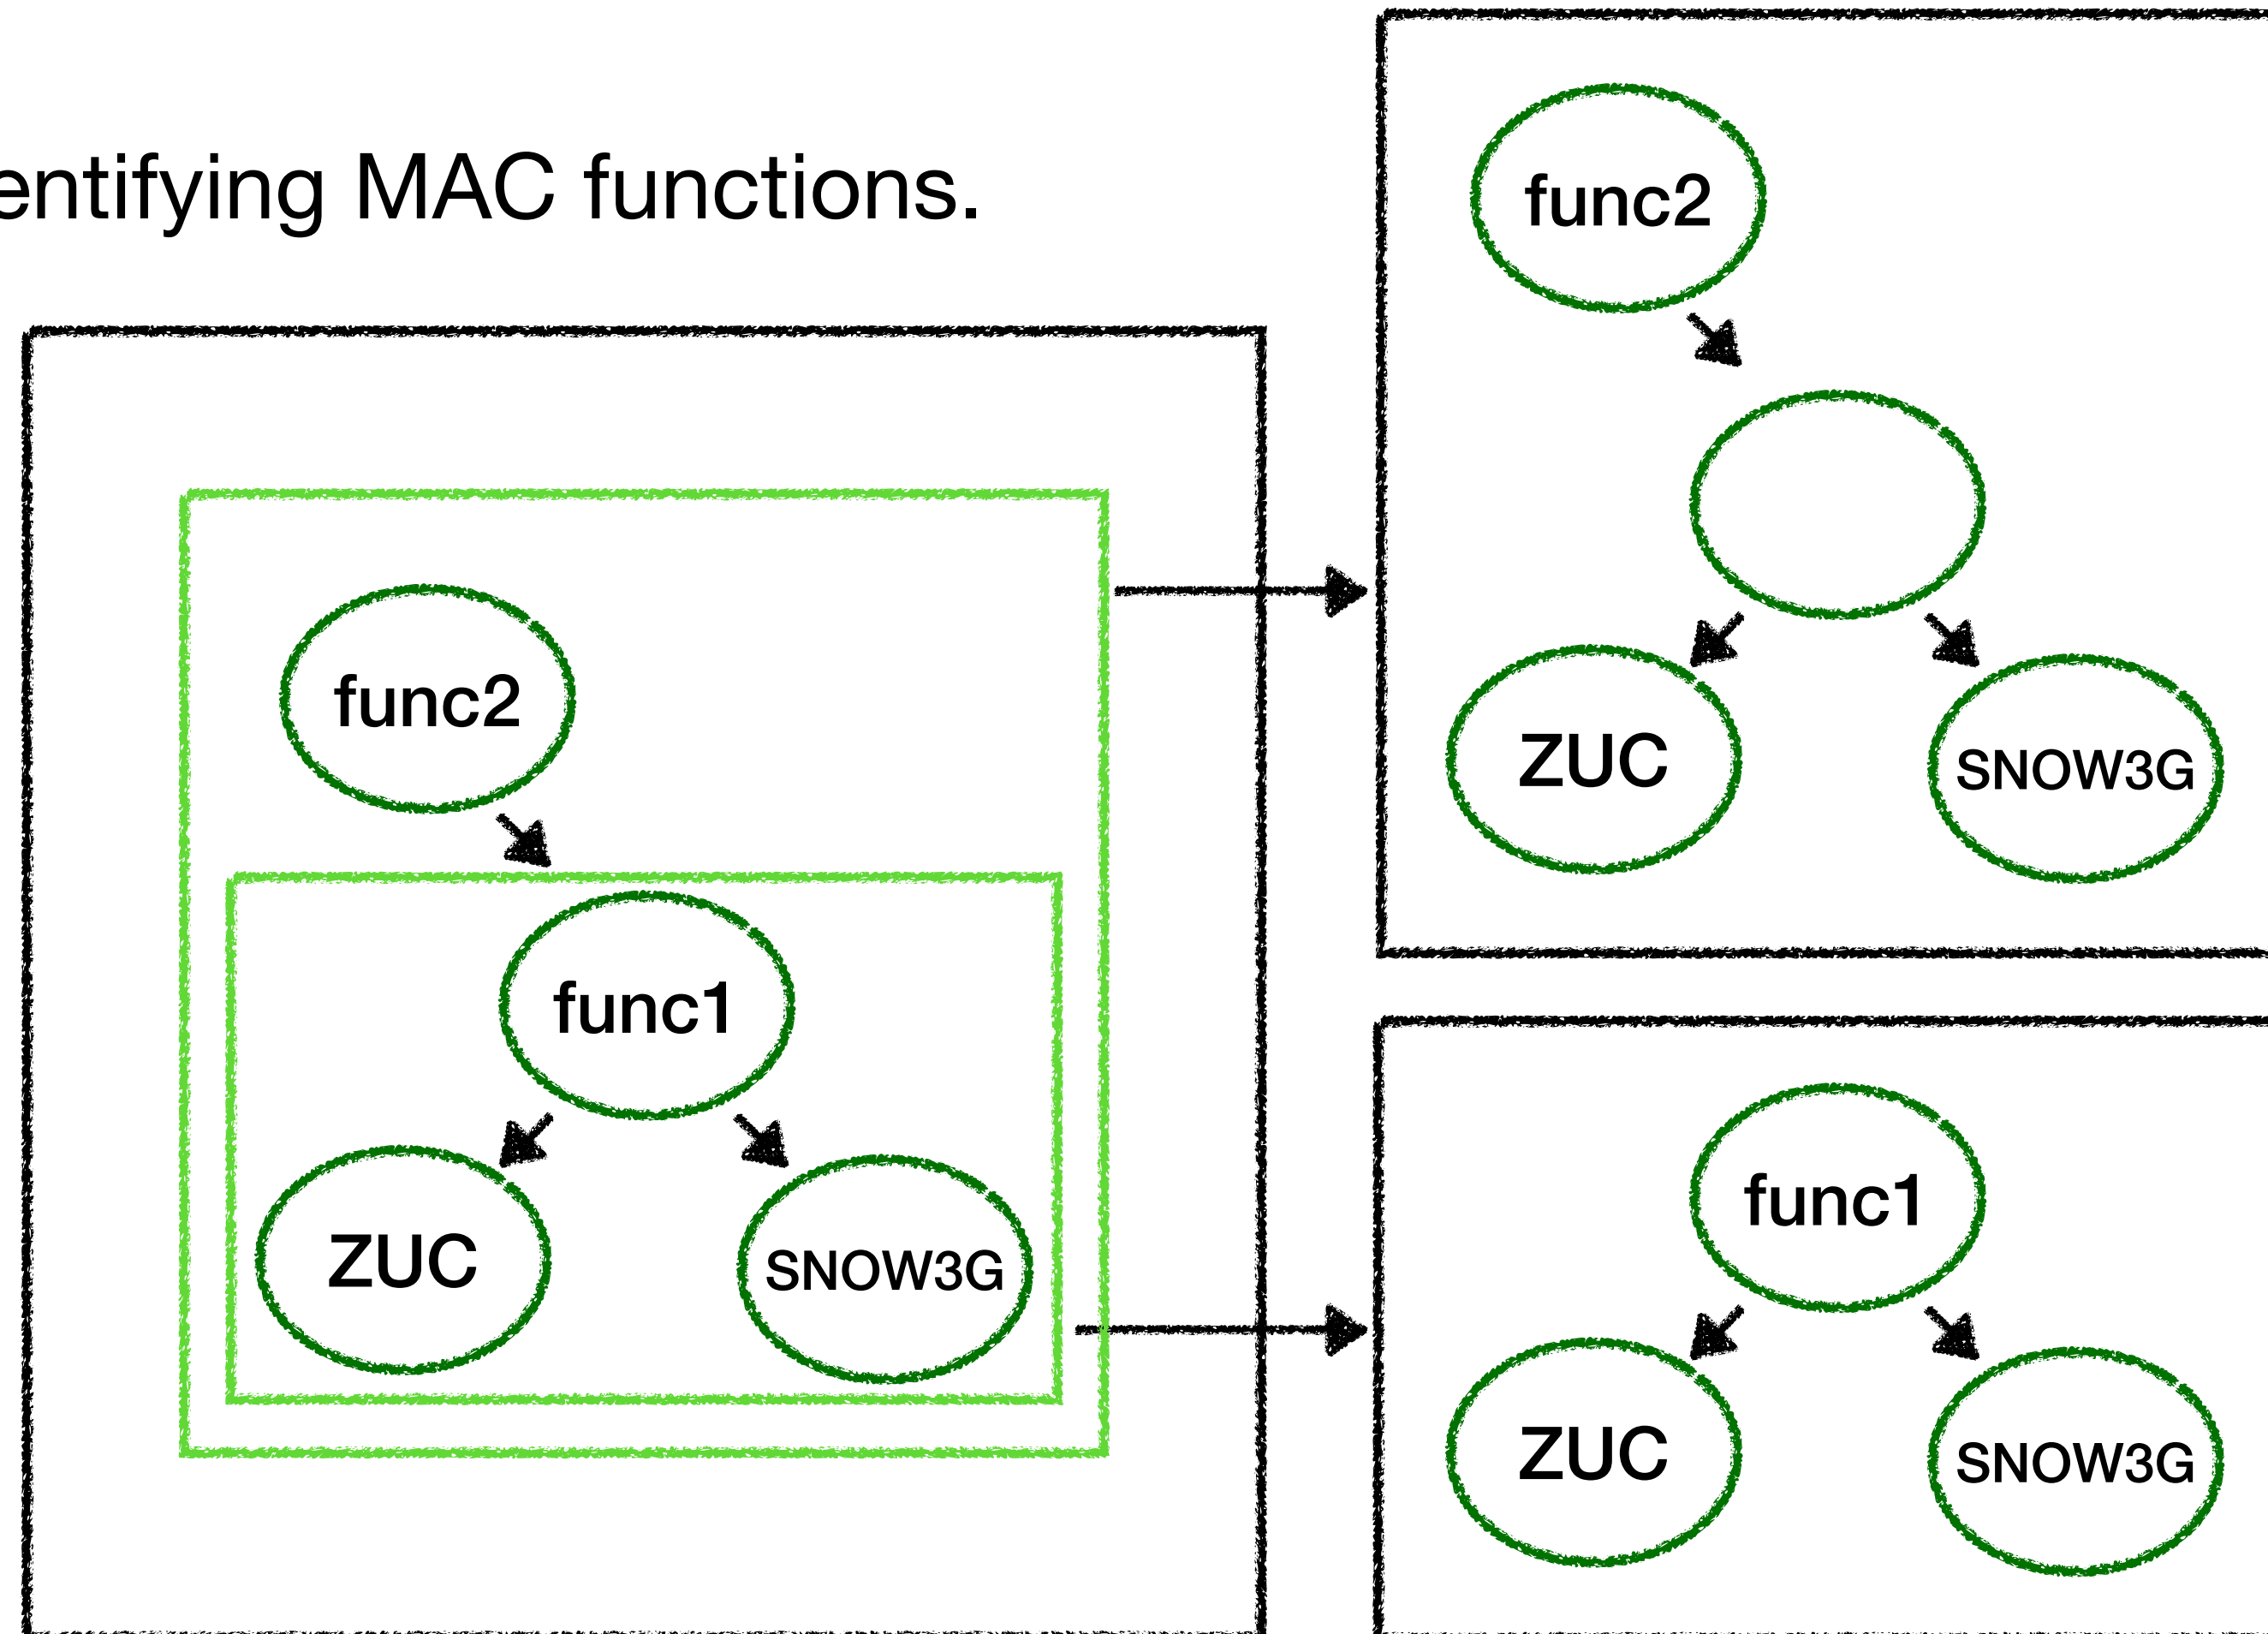 entifying MAC functions.
func2
func1
ZUC
SNOW3G
func2
ZUC
SNOW3G
func1
ZUC
SNOW3G